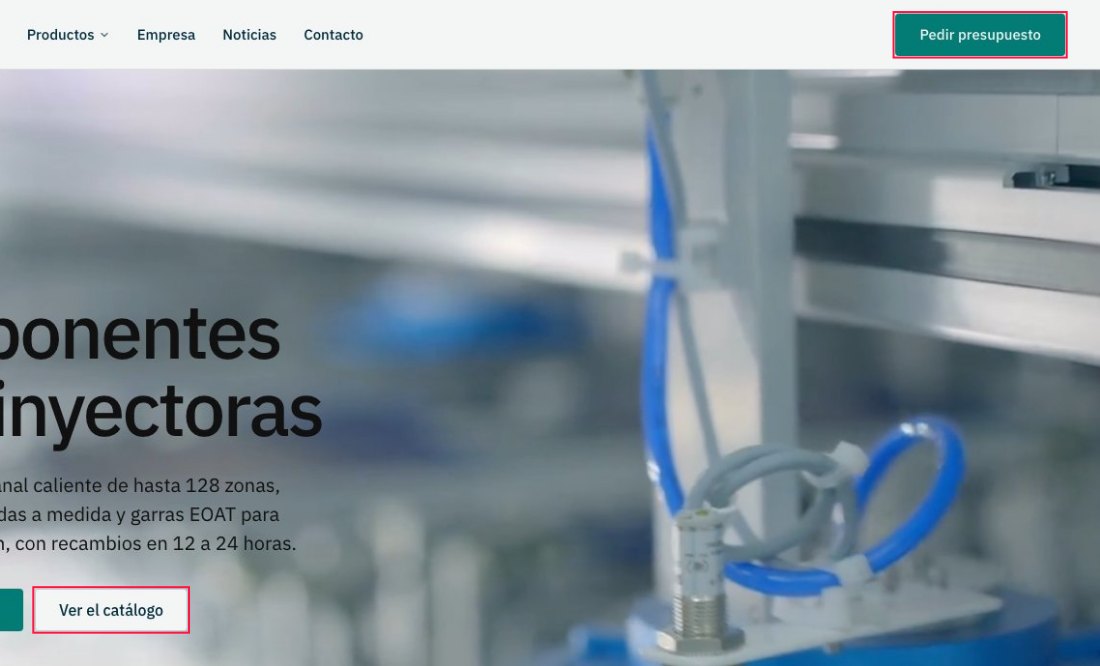 Productos
Empresa
Noticias
Contacto
Pedir presupuesto
ponentes
inyectoras
anal caliente de hasta 128 zonas,
das a medida y garras EOAT para
n, con recambios en 12 a 24 horas.
Ver el catálogo